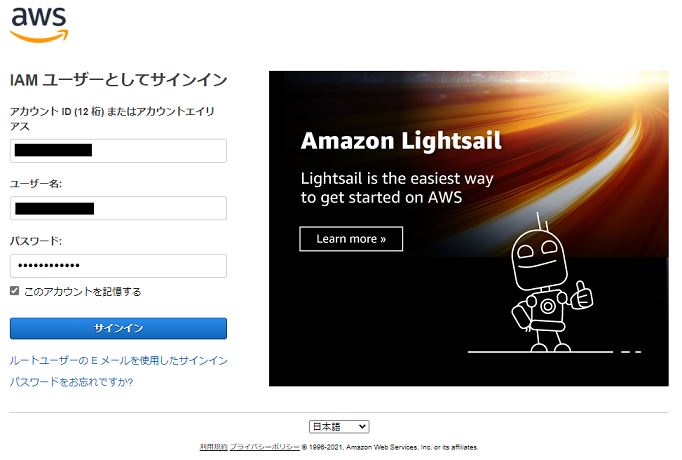 aws
IAM ユーザーとしてサインイン
アカウント ID (12 桁) またはアカウントエイリ
アス
ユーザー名:
パスワード:
••••••••••••
このアカウントを記憶する
サインイン
ルートユーザーの E メールを使用したサインイン
パスワードをお忘れですか?
Amazon Lightsail
Lightsail is the easiest way
to get started on AWS
Learn more »
日本語
利用規約 プライバシーポリシー © 1996-2021, Amazon Web Services, Inc. or its affiliates.